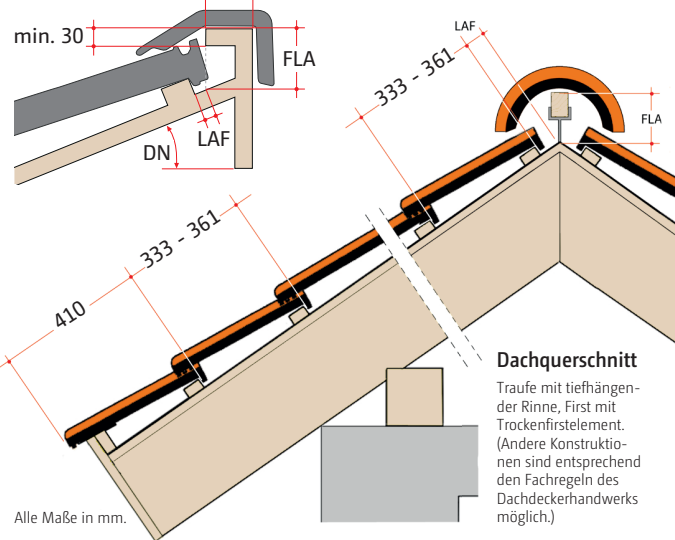 min. 30
FLA
LAF
DN
LAF
333 - 361
FLA
333 - 361
410
Dachquerschnitt
Traufe mit tiefhängen-
der Rinne, First mit
Trockenfirstelement.
(Andere Konstruktio-
nen sind entsprechend
den Fachregeln des
Dachdeckerhandwerks
möglich.)
Alle Maße in mm.